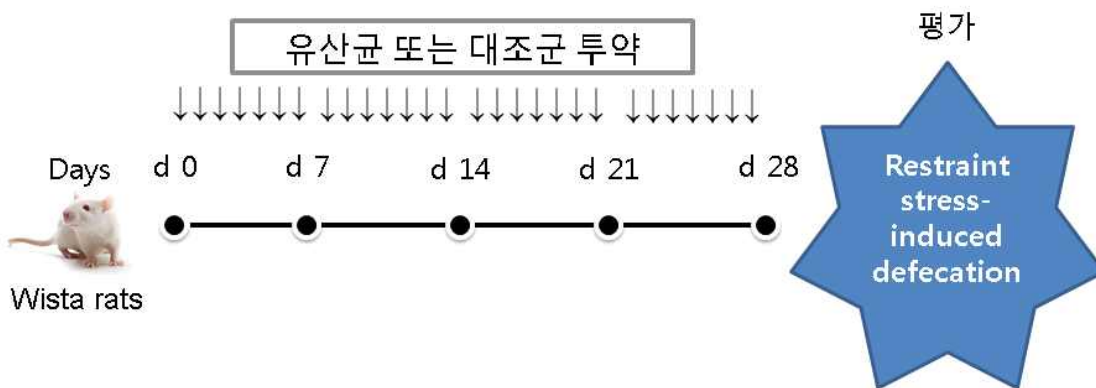 평가
유산균 또는 대조군 투약
↓↓↓↓↓↓↓ ↓↓↓↓↓↓↓ ↓↓↓↓↓↓↓ ↓↓↓↓↓↓↓
Days d 0 d 7 d 14 d 21 d 28
Wista rats
Restraint
stress-
induced
defecation